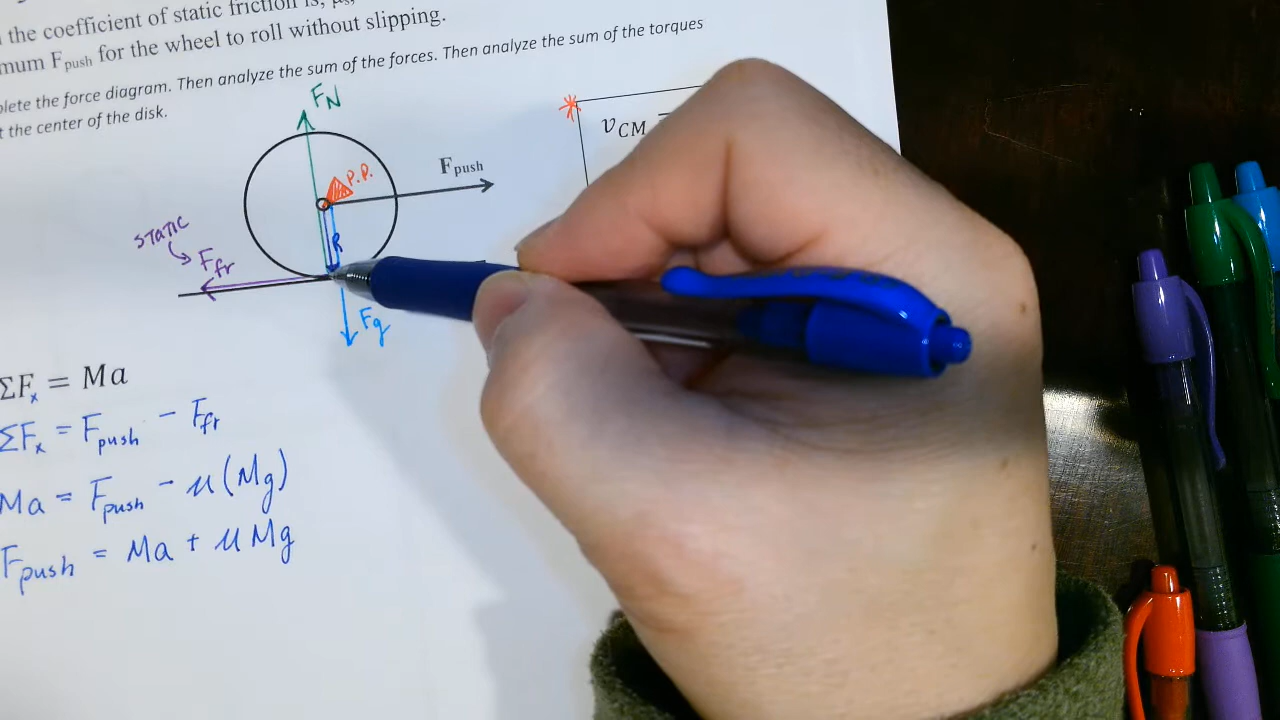 the coefficient of static friction is, μs,
mum Fpush for the wheel to roll without slipping.
plete the force diagram. Then analyze the sum of the forces. Then analyze the sum of the torques
t the center of the disk.
FN
P.P.
Fpush
vCM =
R
STATIC
Ffr
Fg
ΣFx = Ma
ΣFx = Fpush - Ffr
Ma = Fpush - μ(Mg)
Fpush = Ma + μMg